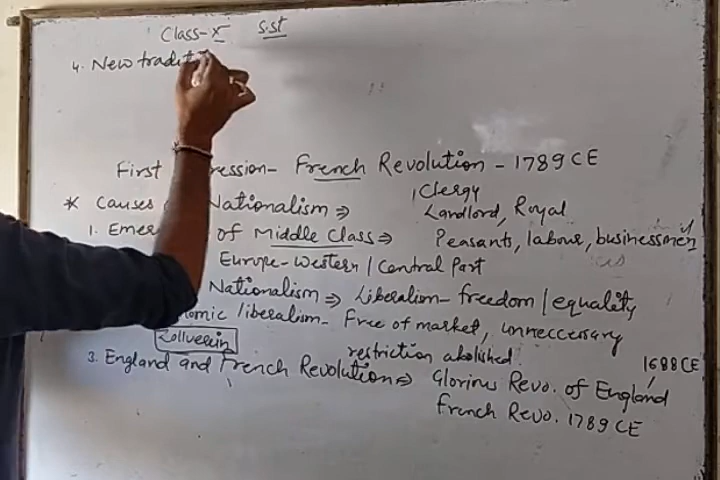 Class-X S.St
4. New tradit
First ression- French Revolution - 1789 CE
* Causes Nationalism ⇒ Clergy
Landlord, Royal
1. Emer of Middle Class ⇒ Peasants, labour, businessmen
Europe-Western / Central Part
Nationalism ⇒ Liberalism- freedom / equality
omic liberalism- Free of market, unneccessary
Zollverein restriction abolished
3. England and French Revolution ⇒ Glorious Revo. of England 1688 CE
French Revo. 1789 CE